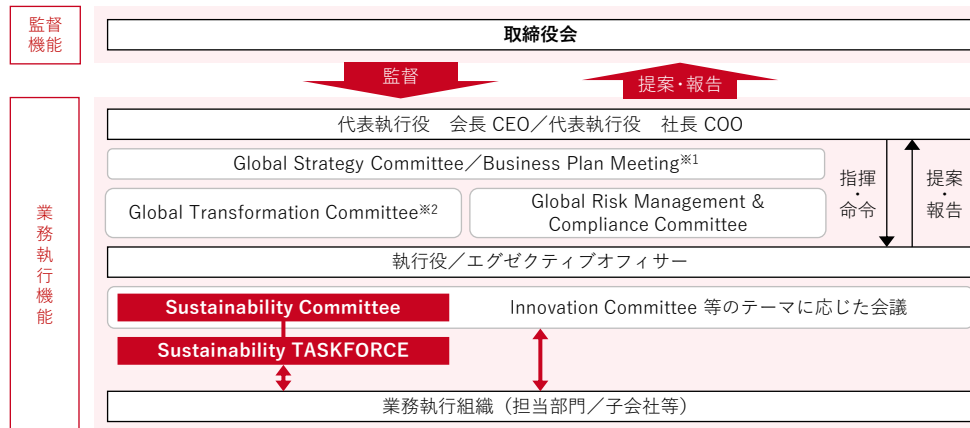 監督
機能
取締役会
監督
提案・報告
業務執行機能
代表執行役　会長 CEO／代表執行役　社長 COO
Global Strategy Committee／Business Plan Meeting※1
Global Transformation Committee※2
Global Risk Management &
Compliance Committee
指揮・命令
提案・報告
執行役／エグゼクティブオフィサー
Sustainability Committee
Innovation Committee 等のテーマに応じた会議
Sustainability TASKFORCE
業務執行組織（担当部門／子会社等）